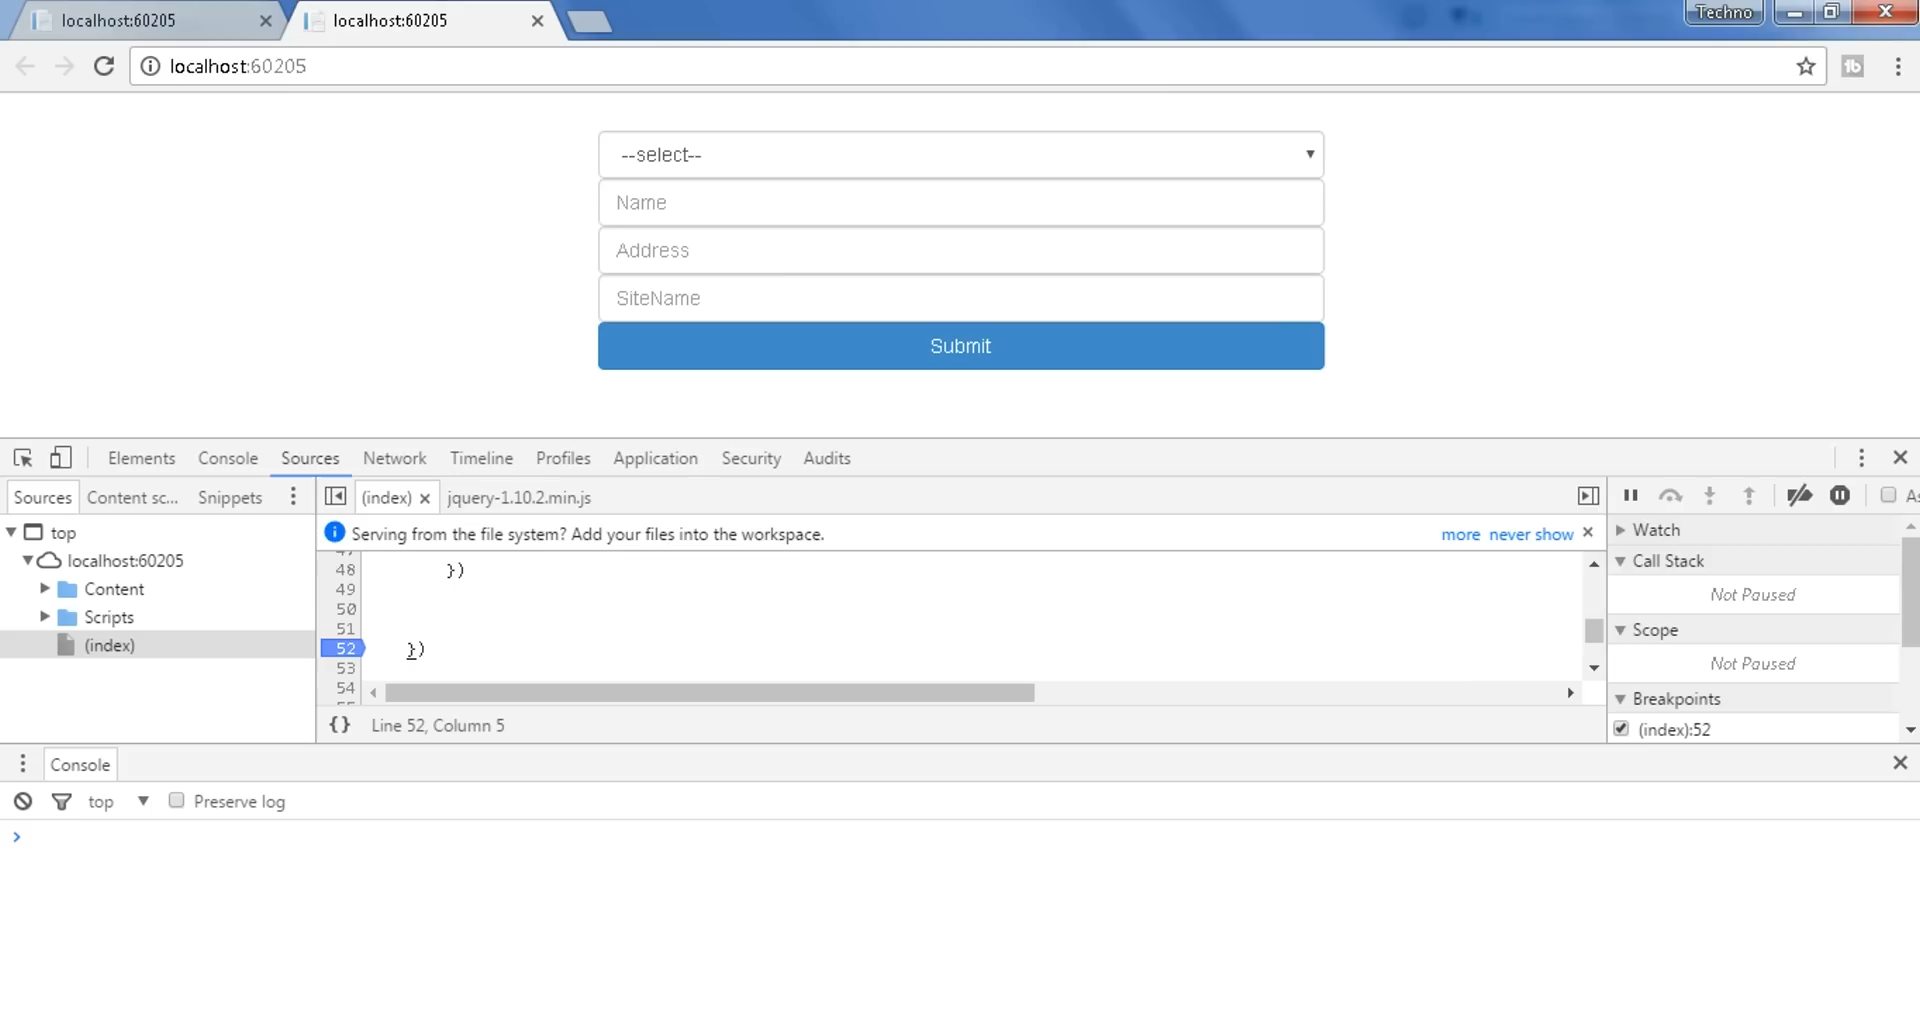 localhost:60205
localhost:60205
Techno
localhost:60205
--select--
Name
Address
SiteName
Submit
Elements Console Sources Network Timeline Profiles Application Security Audits
Sources Content sc... Snippets
(index) jquery-1.10.2.min.js
As
top
localhost:60205
Content
Scripts
(index)
Serving from the file system? Add your files into the workspace. more never show
47
48 })
49
50
51
52 })
53
54
{} Line 52, Column 5
Watch
Call Stack
Not Paused
Scope
Not Paused
Breakpoints
(index):52
Console
top Preserve log